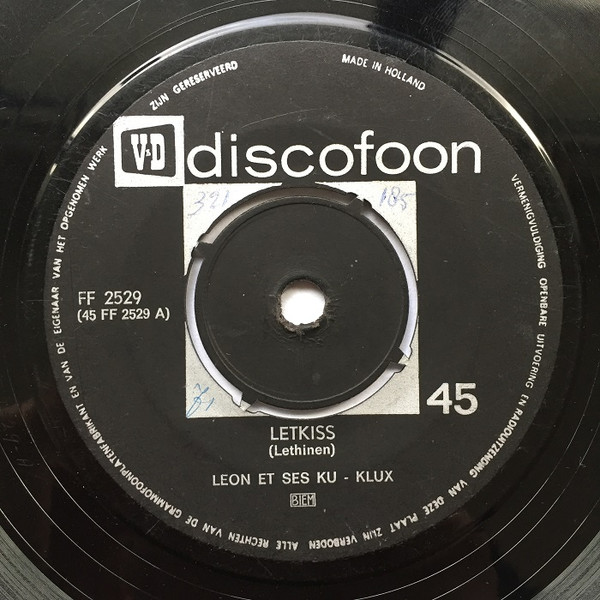 ALLE RECHTEN VAN DE GRAMMOFOONPLATENFABRIKANT EN VAN DE EIGENAAR VAN HET OPGENOMEN WERK ZIJN GERESERVEERD
MADE IN HOLLAND
VERMENIGVULDIGING OPENBARE UITVOERING EN RADIOUITZENDING VAN DEZE PLAAT ZIJN VERBODEN
V&D discofoon
321 185
FF 2529
(45 FF 2529 A)
45
LETKISS
(Lethinen)
LEON ET SES KU - KLUX
BIEM